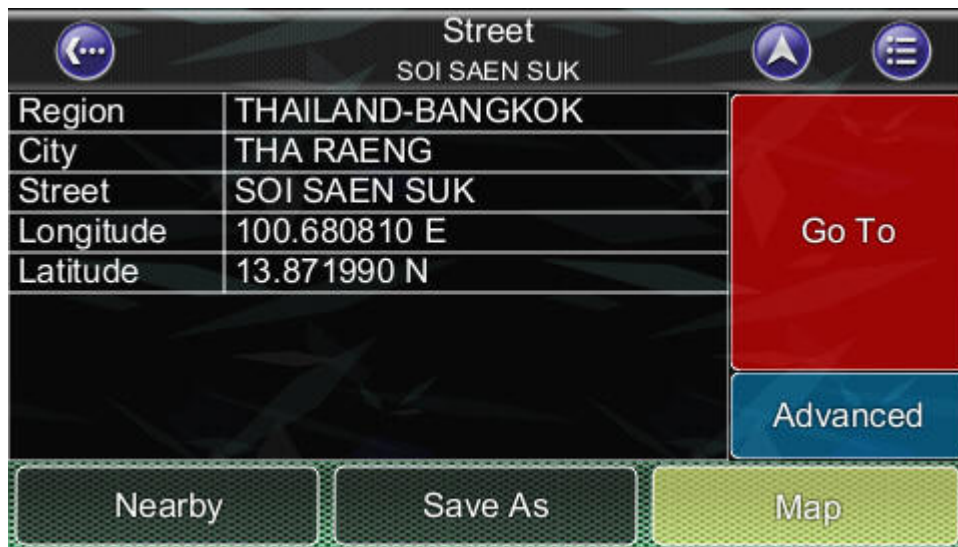 Street
SOI SAEN SUK
Region THAILAND-BANGKOK
City THA RAENG
Street SOI SAEN SUK
Longitude 100.680810 E
Latitude 13.871990 N
Go To
Advanced
Nearby Save As Map